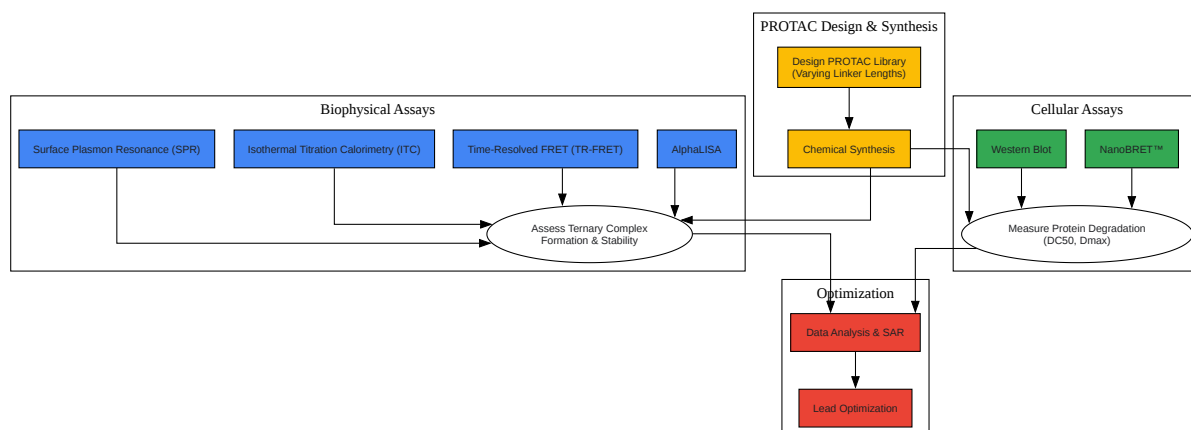 PROTAC Design & Synthesis
Design PROTAC Library
(Varying Linker Lengths)
Chemical Synthesis
Biophysical Assays
Surface Plasmon Resonance (SPR)
Isothermal Titration Calorimetry (ITC)
Time-Resolved FRET (TR-FRET)
AlphaLISA
Assess Ternary Complex
Formation & Stability
Cellular Assays
Western Blot
NanoBRET™
Measure Protein Degradation
(DC50, Dmax)
Optimization
Data Analysis & SAR
Lead Optimization